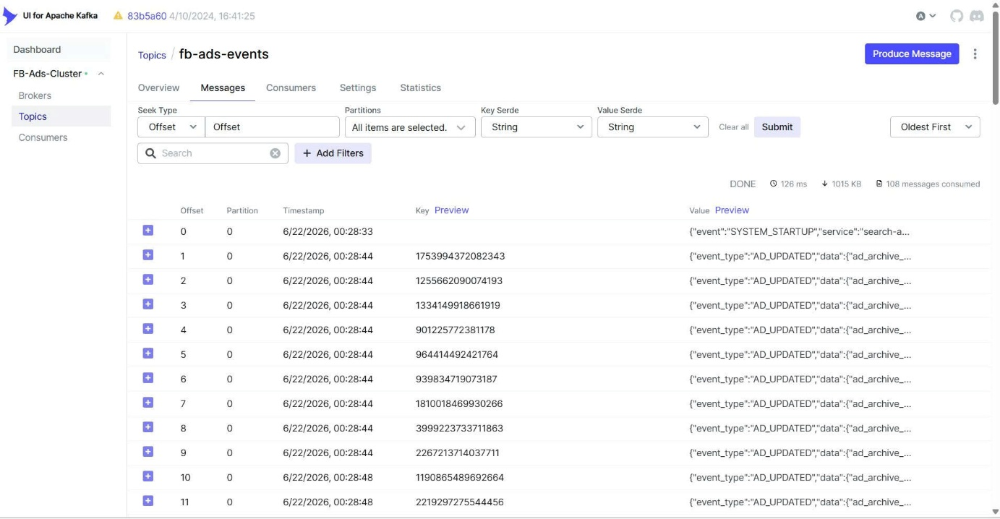 UI for Apache Kafka 83b5a60 4/10/2024, 16:41:25 A
Dashboard
FB-Ads-Cluster
Brokers
Topics
Consumers
Topics / fb-ads-events
Produce Message
Overview Messages Consumers Settings Statistics
Seek Type Partitions Key Serde Value Serde
Offset Offset All items are selected. String String Clear all Submit Oldest First
Search + Add Filters
DONE 126 ms 1015 KB 108 messages consumed
Offset Partition Timestamp Key Preview Value Preview
0 0 6/22/2026, 00:28:33 {"event":"SYSTEM_STARTUP","service":"search-a...
1 0 6/22/2026, 00:28:44 1753994372082343 {"event_type":"AD_UPDATED","data":{"ad_archive_...
2 0 6/22/2026, 00:28:44 1255662090074193 {"event_type":"AD_UPDATED","data":{"ad_archive_...
3 0 6/22/2026, 00:28:44 1334149918661919 {"event_type":"AD_UPDATED","data":{"ad_archive_...
4 0 6/22/2026, 00:28:44 901225772381178 {"event_type":"AD_UPDATED","data":{"ad_archive_...
5 0 6/22/2026, 00:28:44 964414492421764 {"event_type":"AD_UPDATED","data":{"ad_archive_...
6 0 6/22/2026, 00:28:44 939834719073187 {"event_type":"AD_UPDATED","data":{"ad_archive_...
7 0 6/22/2026, 00:28:44 1810018469930266 {"event_type":"AD_UPDATED","data":{"ad_archive_...
8 0 6/22/2026, 00:28:44 3999223733711863 {"event_type":"AD_UPDATED","data":{"ad_archive_...
9 0 6/22/2026, 00:28:44 2267213714037711 {"event_type":"AD_UPDATED","data":{"ad_archive_...
10 0 6/22/2026, 00:28:48 1190865489692664 {"event_type":"AD_UPDATED","data":{"ad_archive_...
11 0 6/22/2026, 00:28:48 2219297275544456 {"event_type":"AD_UPDATED","data":{"ad_archive_...